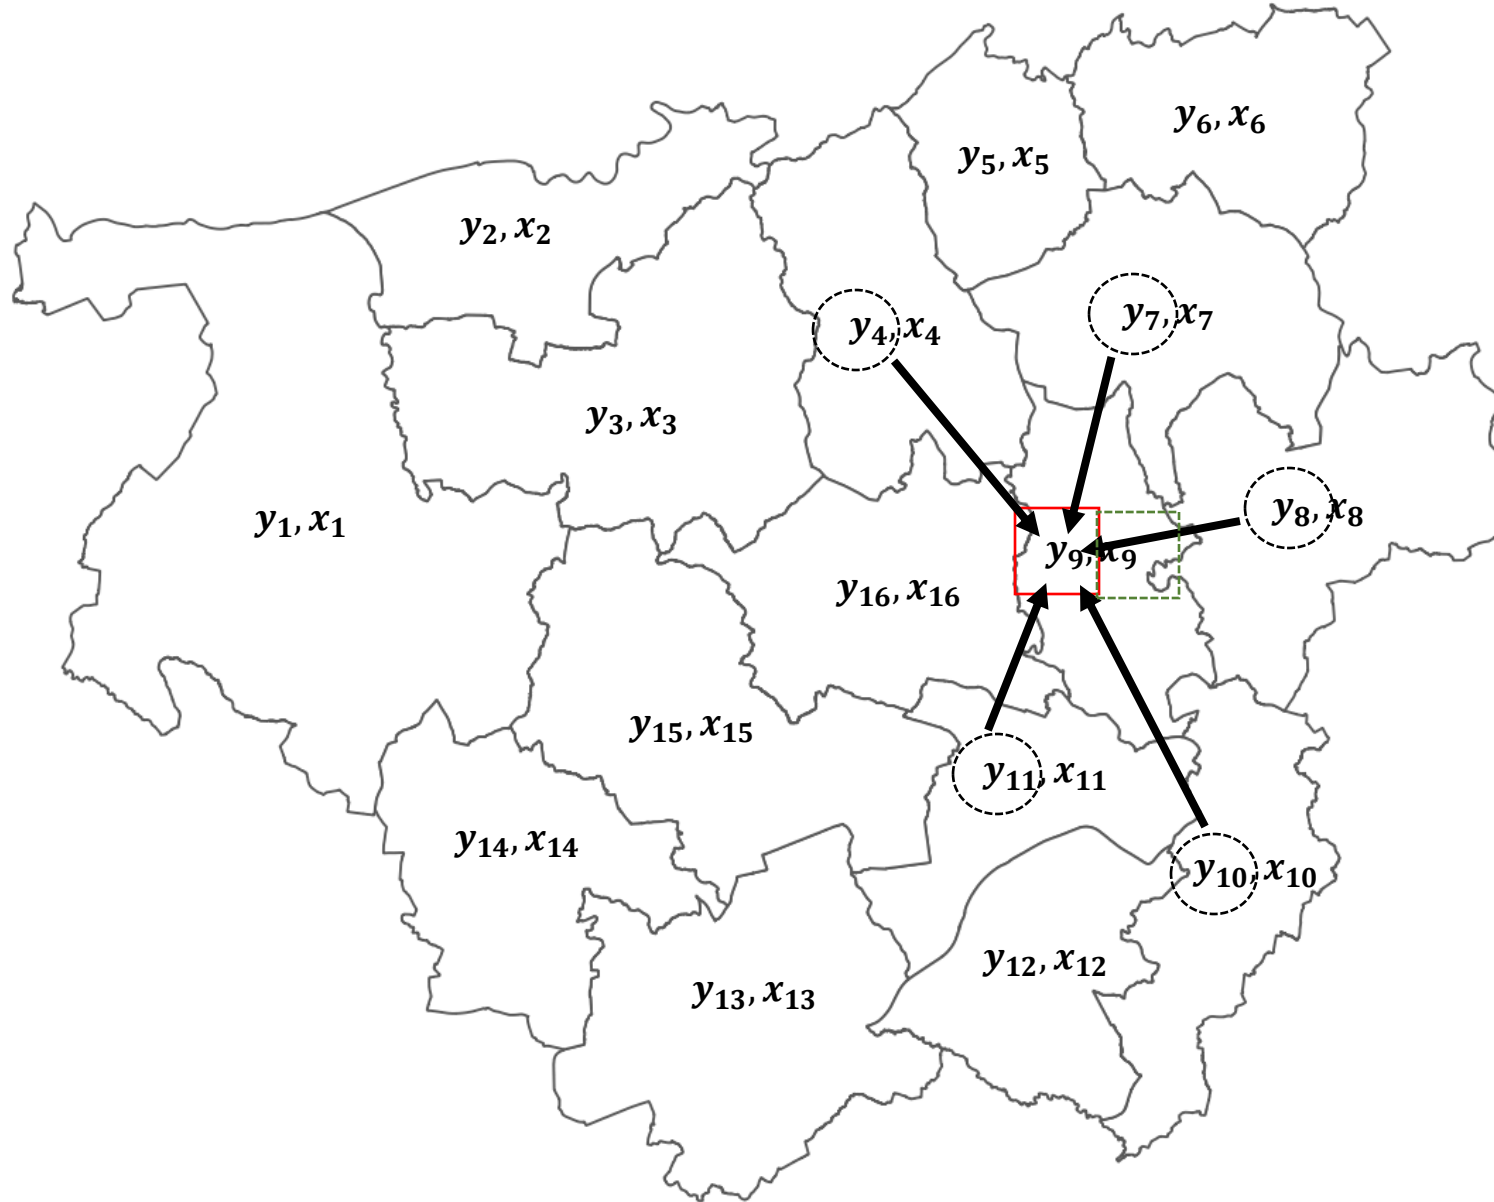 y₆, x₆
y₅, x₅
y₂, x₂
y₇, x₇
y₄, x₄
y₃, x₃
y₈, x₈
y₁, x₁
y₉, x₉
y₁₆, x₁₆
y₁₅, x₁₅
y₁₁, x₁₁
y₁₄, x₁₄
y₁₀, x₁₀
y₁₂, x₁₂
y₁₃, x₁₃